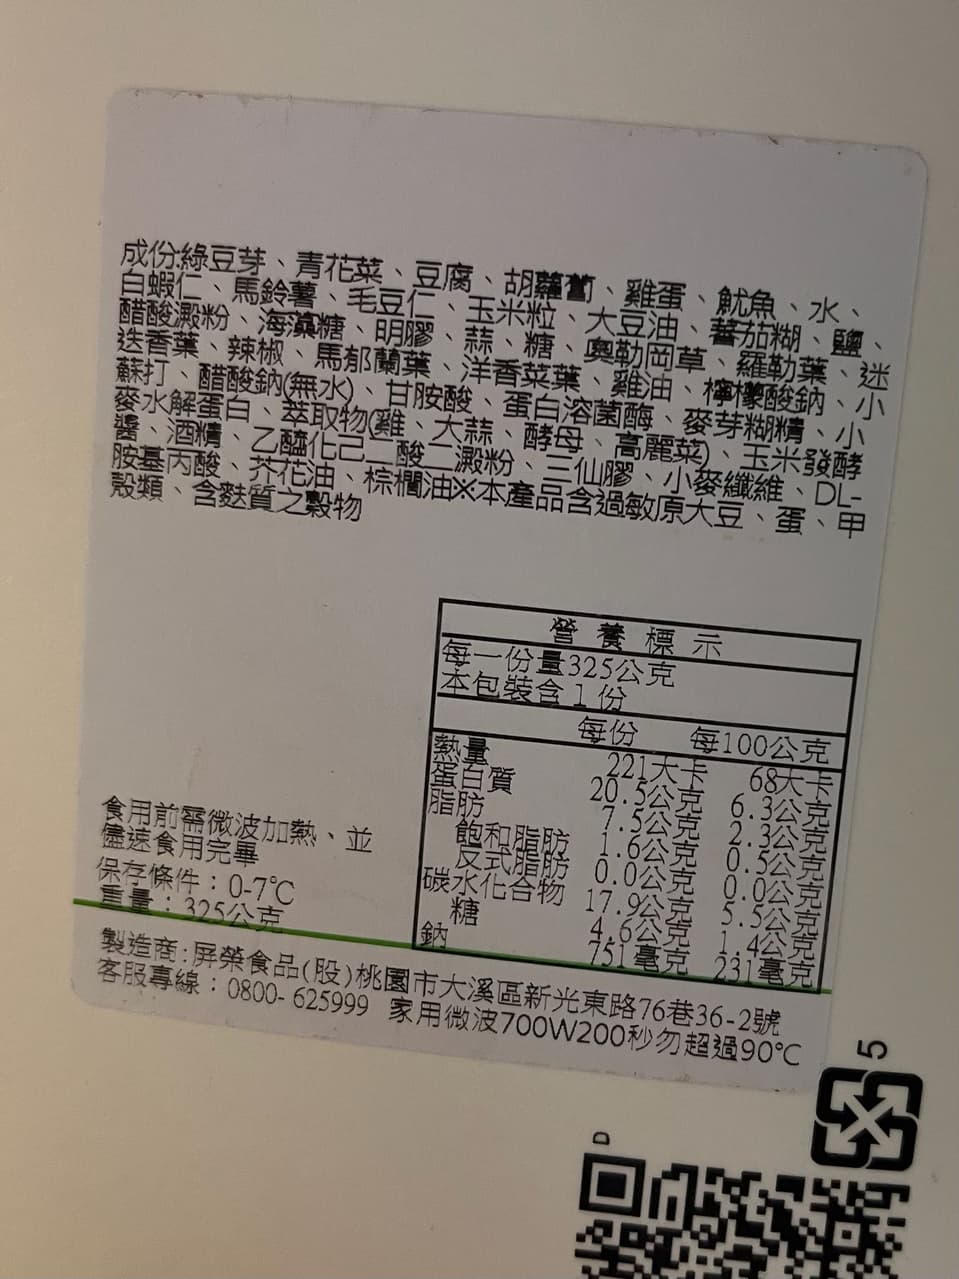 成份:綠豆芽、青花菜、豆腐、胡蘿蔔、雞蛋、魷魚、水、
白蝦仁、馬鈴薯、毛豆仁、玉米粒、大豆油、蕃茄糊、鹽、
醋酸澱粉、海藻糖、明膠、蒜、糖、奧勒岡草、羅勒葉、迷
迭香葉、辣椒、馬郁蘭葉、洋香菜葉、雞油、檸檬酸鈉、小
蘇打、醋酸鈉(無水)、甘胺酸、蛋白溶菌酶、麥芽糊精、小
麥水解蛋白、萃取物(雞、大蒜、酵母、高麗菜)、玉米發酵
醬、酒精、乙醯化己二酸二澱粉、三仙膠、小麥纖維、DL-
胺基丙酸、芥花油、棕櫚油※本產品含過敏原大豆、蛋、甲
殼類、含麩質之穀物
營養標示
每一份量325公克
本包裝含1份
每份 每100公克
熱量 221大卡 68大卡
蛋白質 20.5公克 6.3公克
脂肪 7.5公克 2.3公克
飽和脂肪 1.6公克 0.5公克
反式脂肪 0.0公克 0.0公克
碳水化合物 17.9公克 5.5公克
糖 4.6公克 1.4公克
鈉 751毫克 231毫克
食用前需微波加熱、並
儘速食用完畢
保存條件：0-7℃
重量：325公克
製造商:屏榮食品(股)桃園市大溪區新光東路76巷36-2號
客服專線：0800-625999 家用微波700W200秒勿超過90℃
5
D